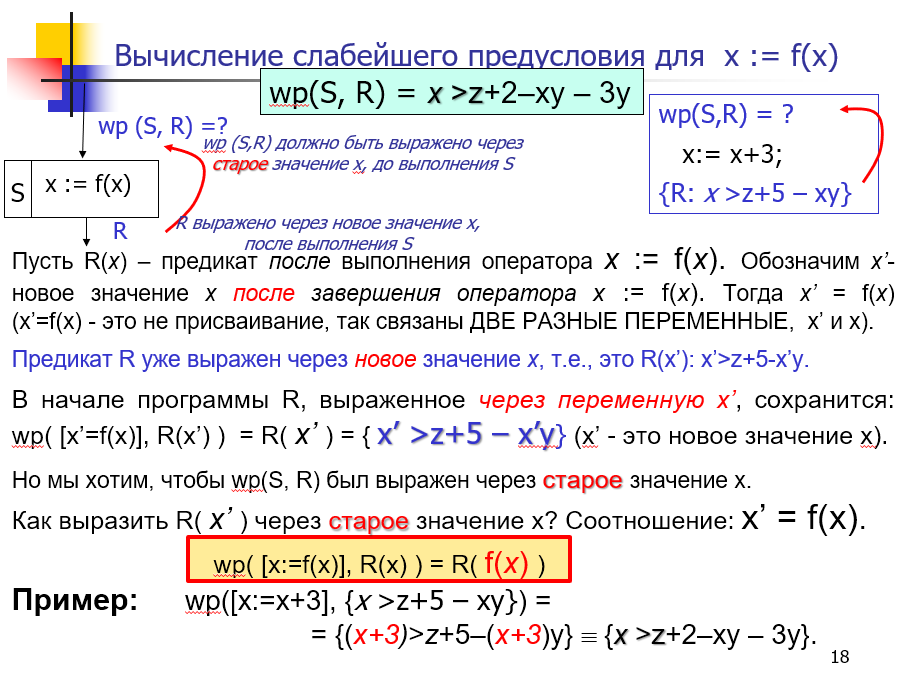 Вычисление слабейшего предусловия для x := f(x)
wp(S, R) = x >z+2–xy – 3y
wp (S, R) =?
wp (S,R) должно быть выражено через
старое значение x, до выполнения S
wp(S,R) = ?
x:= x+3;
{R: x >z+5 – xy}
S
x := f(x)
R
R выражено через новое значение x,
после выполнения S
Пусть R(x) – предикат после выполнения оператора x := f(x). Обозначим x’-
новое значение x после завершения оператора x := f(x). Тогда x’ = f(x)
(x’=f(x) - это не присваивание, так связаны ДВЕ РАЗНЫЕ ПЕРЕМЕННЫЕ, x’ и x).
Предикат R уже выражен через новое значение x, т.е., это R(x’): x’>z+5-x’y.
В начале программы R, выраженное через переменную x’, сохранится:
wp( [x’=f(x)], R(x’) ) = R( x’ ) = { x’ >z+5 – x’y} (x’ - это новое значение x).
Но мы хотим, чтобы wp(S, R) был выражен через старое значение x.
Как выразить R( x’ ) через старое значение x? Соотношение: x’ = f(x).
wp( [x:=f(x)], R(x) ) = R( f(x) )
Пример: wp([x:=x+3], {x >z+5 – xy}) =
= {(x+3)>z+5–(x+3)y} ≡ {x >z+2–xy – 3y}.
18